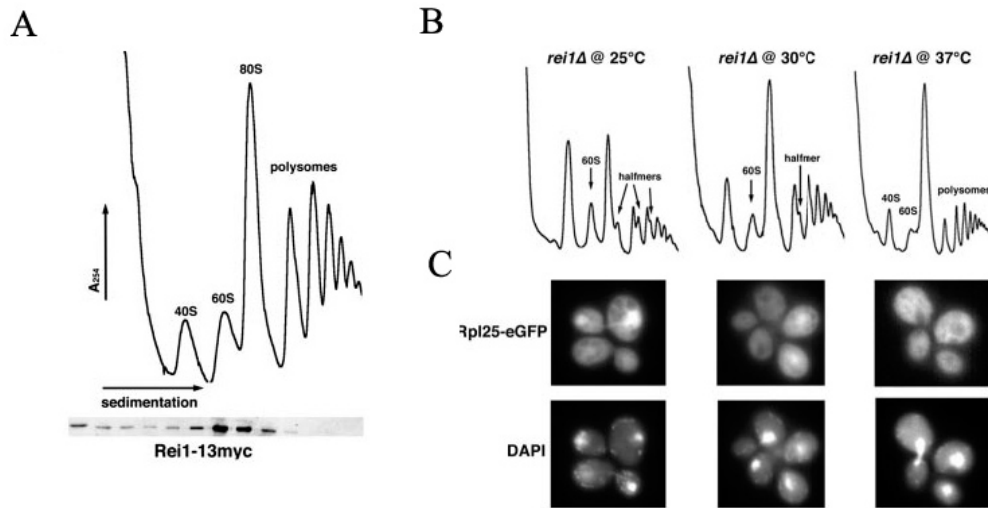 A
80S
polysomes
A254
40S
60S
sedimentation
Rei1-13myc
B
rei1Δ @ 25°C
rei1Δ @ 30°C
rei1Δ @ 37°C
60S
halfmers
60S
halfmer
40S
60S
polysomes
C
Rpl25-eGFP
DAPI